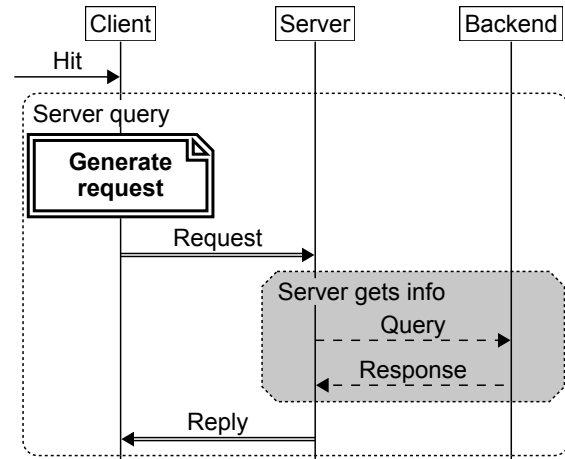 Client
Server
Backend
Hit
Server query
Generate
request
Request
Server gets info
Query
Response
Reply